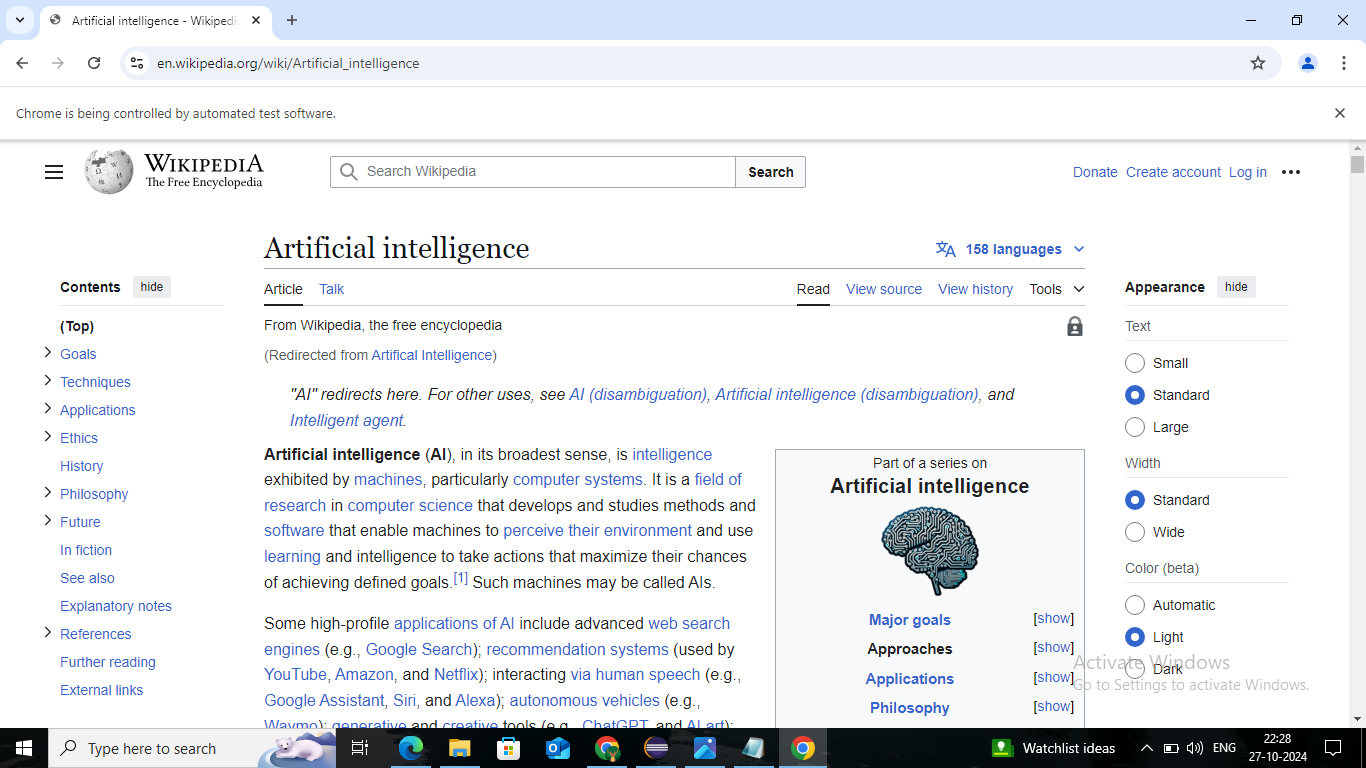 Artificial intelligence - Wikipedi
en.wikipedia.org/wiki/Artificial_intelligence
Chrome is being controlled by automated test software.
WIKIPEDIA
The Free Encyclopedia
Search Wikipedia
Search
Donate Create account Log in
Artificial intelligence
158 languages
Contents hide
Article Talk
Read View source View history Tools
Appearance hide
(Top)
Goals
Techniques
Applications
Ethics
History
Philosophy
Future
In fiction
See also
Explanatory notes
References
Further reading
External links
From Wikipedia, the free encyclopedia
(Redirected from Artifical Intelligence)
"AI" redirects here. For other uses, see AI (disambiguation), Artificial intelligence (disambiguation), and
Intelligent agent.
Artificial intelligence (AI), in its broadest sense, is intelligence
exhibited by machines, particularly computer systems. It is a field of
research in computer science that develops and studies methods and
software that enable machines to perceive their environment and use
learning and intelligence to take actions that maximize their chances
of achieving defined goals.[1] Such machines may be called AIs.
Some high-profile applications of AI include advanced web search
engines (e.g., Google Search); recommendation systems (used by
YouTube, Amazon, and Netflix); interacting via human speech (e.g.,
Google Assistant, Siri, and Alexa); autonomous vehicles (e.g.,
Waymo); generative and creative tools (e.g., ChatGPT, and AI art);
Part of a series on
Artificial intelligence
Major goals [show]
Approaches [show]
Applications [show]
Philosophy [show]
Text
Small
Standard
Large
Width
Standard
Wide
Color (beta)
Automatic
Light
Dark
Activate Windows
Go to Settings to activate Windows.
Type here to search
Watchlist ideas
ENG
22:28
27-10-2024